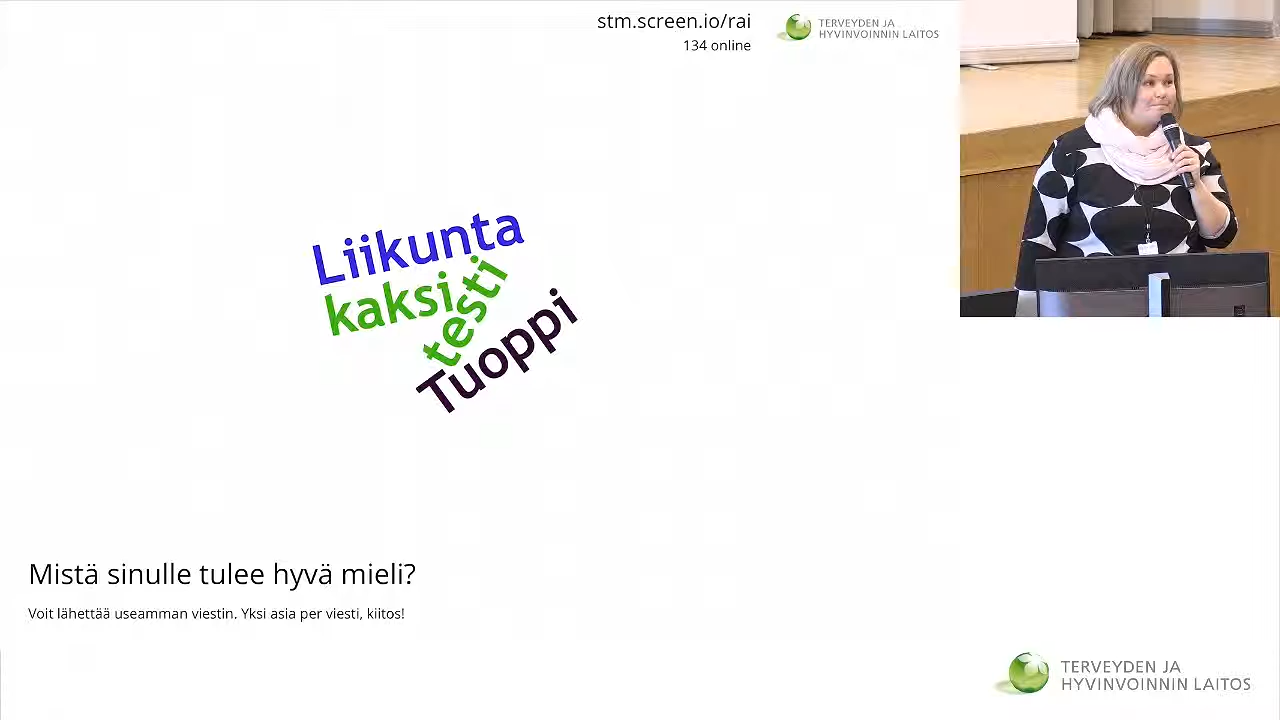 stm.screen.io/rai
134 online
TERVEYDEN JA
HYVINVOINNIN LAITOS
Liikunta
kaksi
testi
Tuoppi
Mistä sinulle tulee hyvä mieli?
Voit lähettää useamman viestin. Yksi asia per viesti, kiitos!
TERVEYDEN JA
HYVINVOINNIN LAITOS